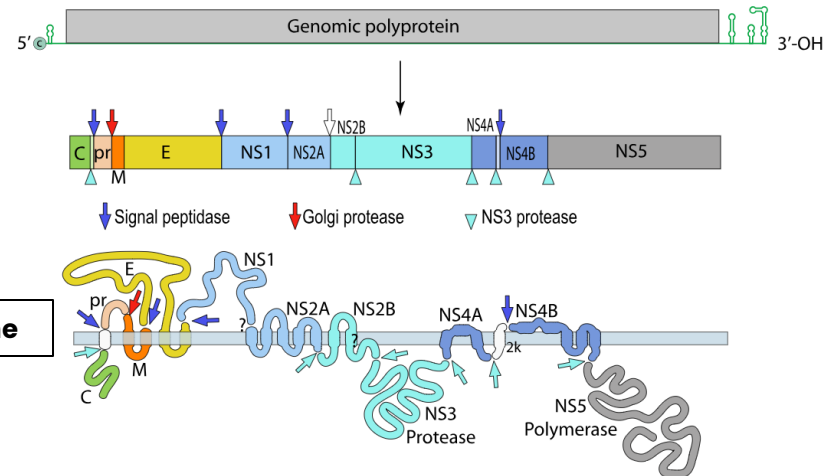 Genomic polyprotein
5′ C 3′-OH
NS2B NS4A
C pr E NS1 NS2A NS3 NS4B NS5
M
Signal peptidase Golgi protease NS3 protease
E NS1
pr
NS2A NS2B NS4A NS4B
? ?
2k
M
C
NS3
Protease
NS5
Polymerase